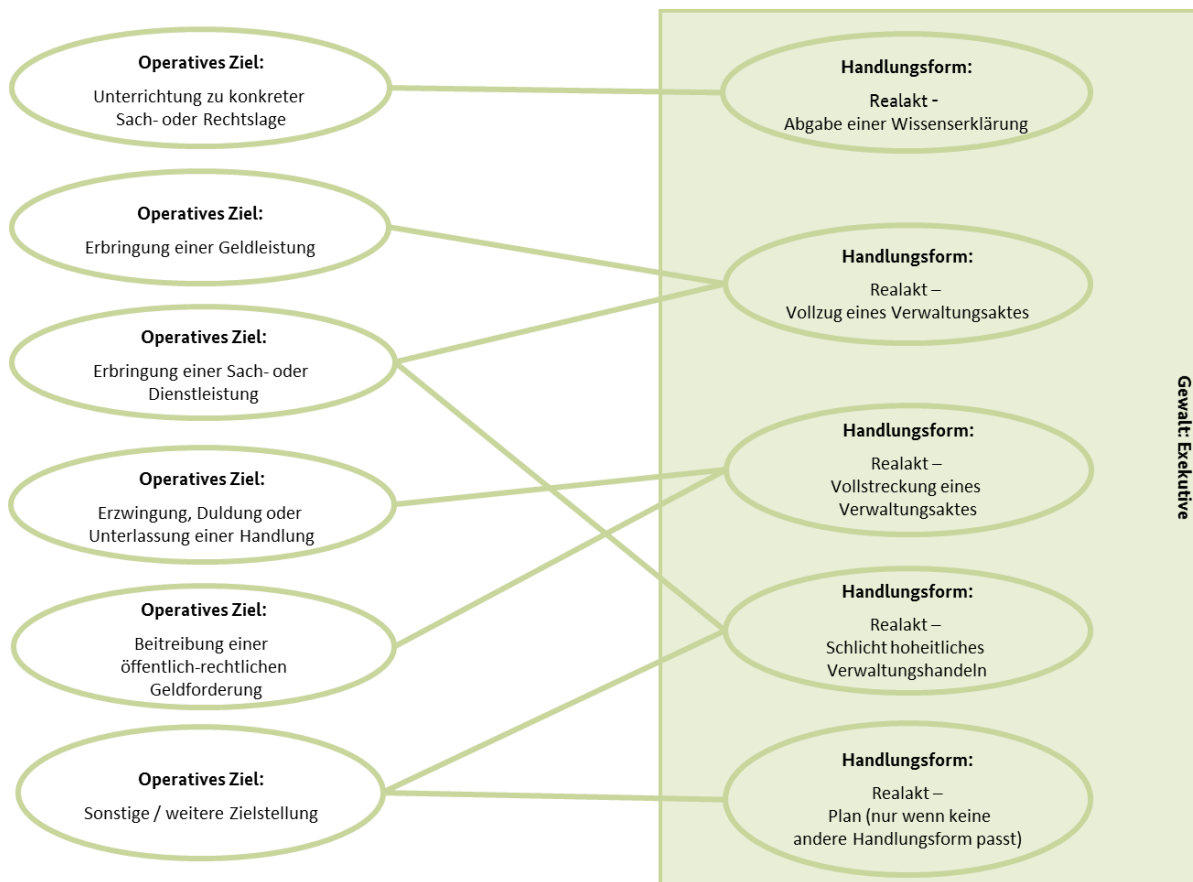 Operatives Ziel:
Unterrichtung zu konkreter
Sach- oder Rechtslage
Handlungsform:
Realakt -
Abgabe einer Wissenserklärung
Operatives Ziel:
Erbringung einer Geldleistung
Handlungsform:
Realakt –
Vollzug eines Verwaltungsaktes
Operatives Ziel:
Erbringung einer Sach- oder
Dienstleistung
Handlungsform:
Realakt –
Vollstreckung eines
Verwaltungsaktes
Operatives Ziel:
Erzwingung, Duldung oder
Unterlassung einer Handlung
Handlungsform:
Realakt –
Schlicht hoheitliches
Verwaltungshandeln
Operatives Ziel:
Beitreibung einer
öffentlich-rechtlichen
Geldforderung
Handlungsform:
Realakt –
Plan (nur wenn keine
andere Handlungsform passt)
Operatives Ziel:
Sonstige / weitere Zielstellung
Gewalt: Exekutive